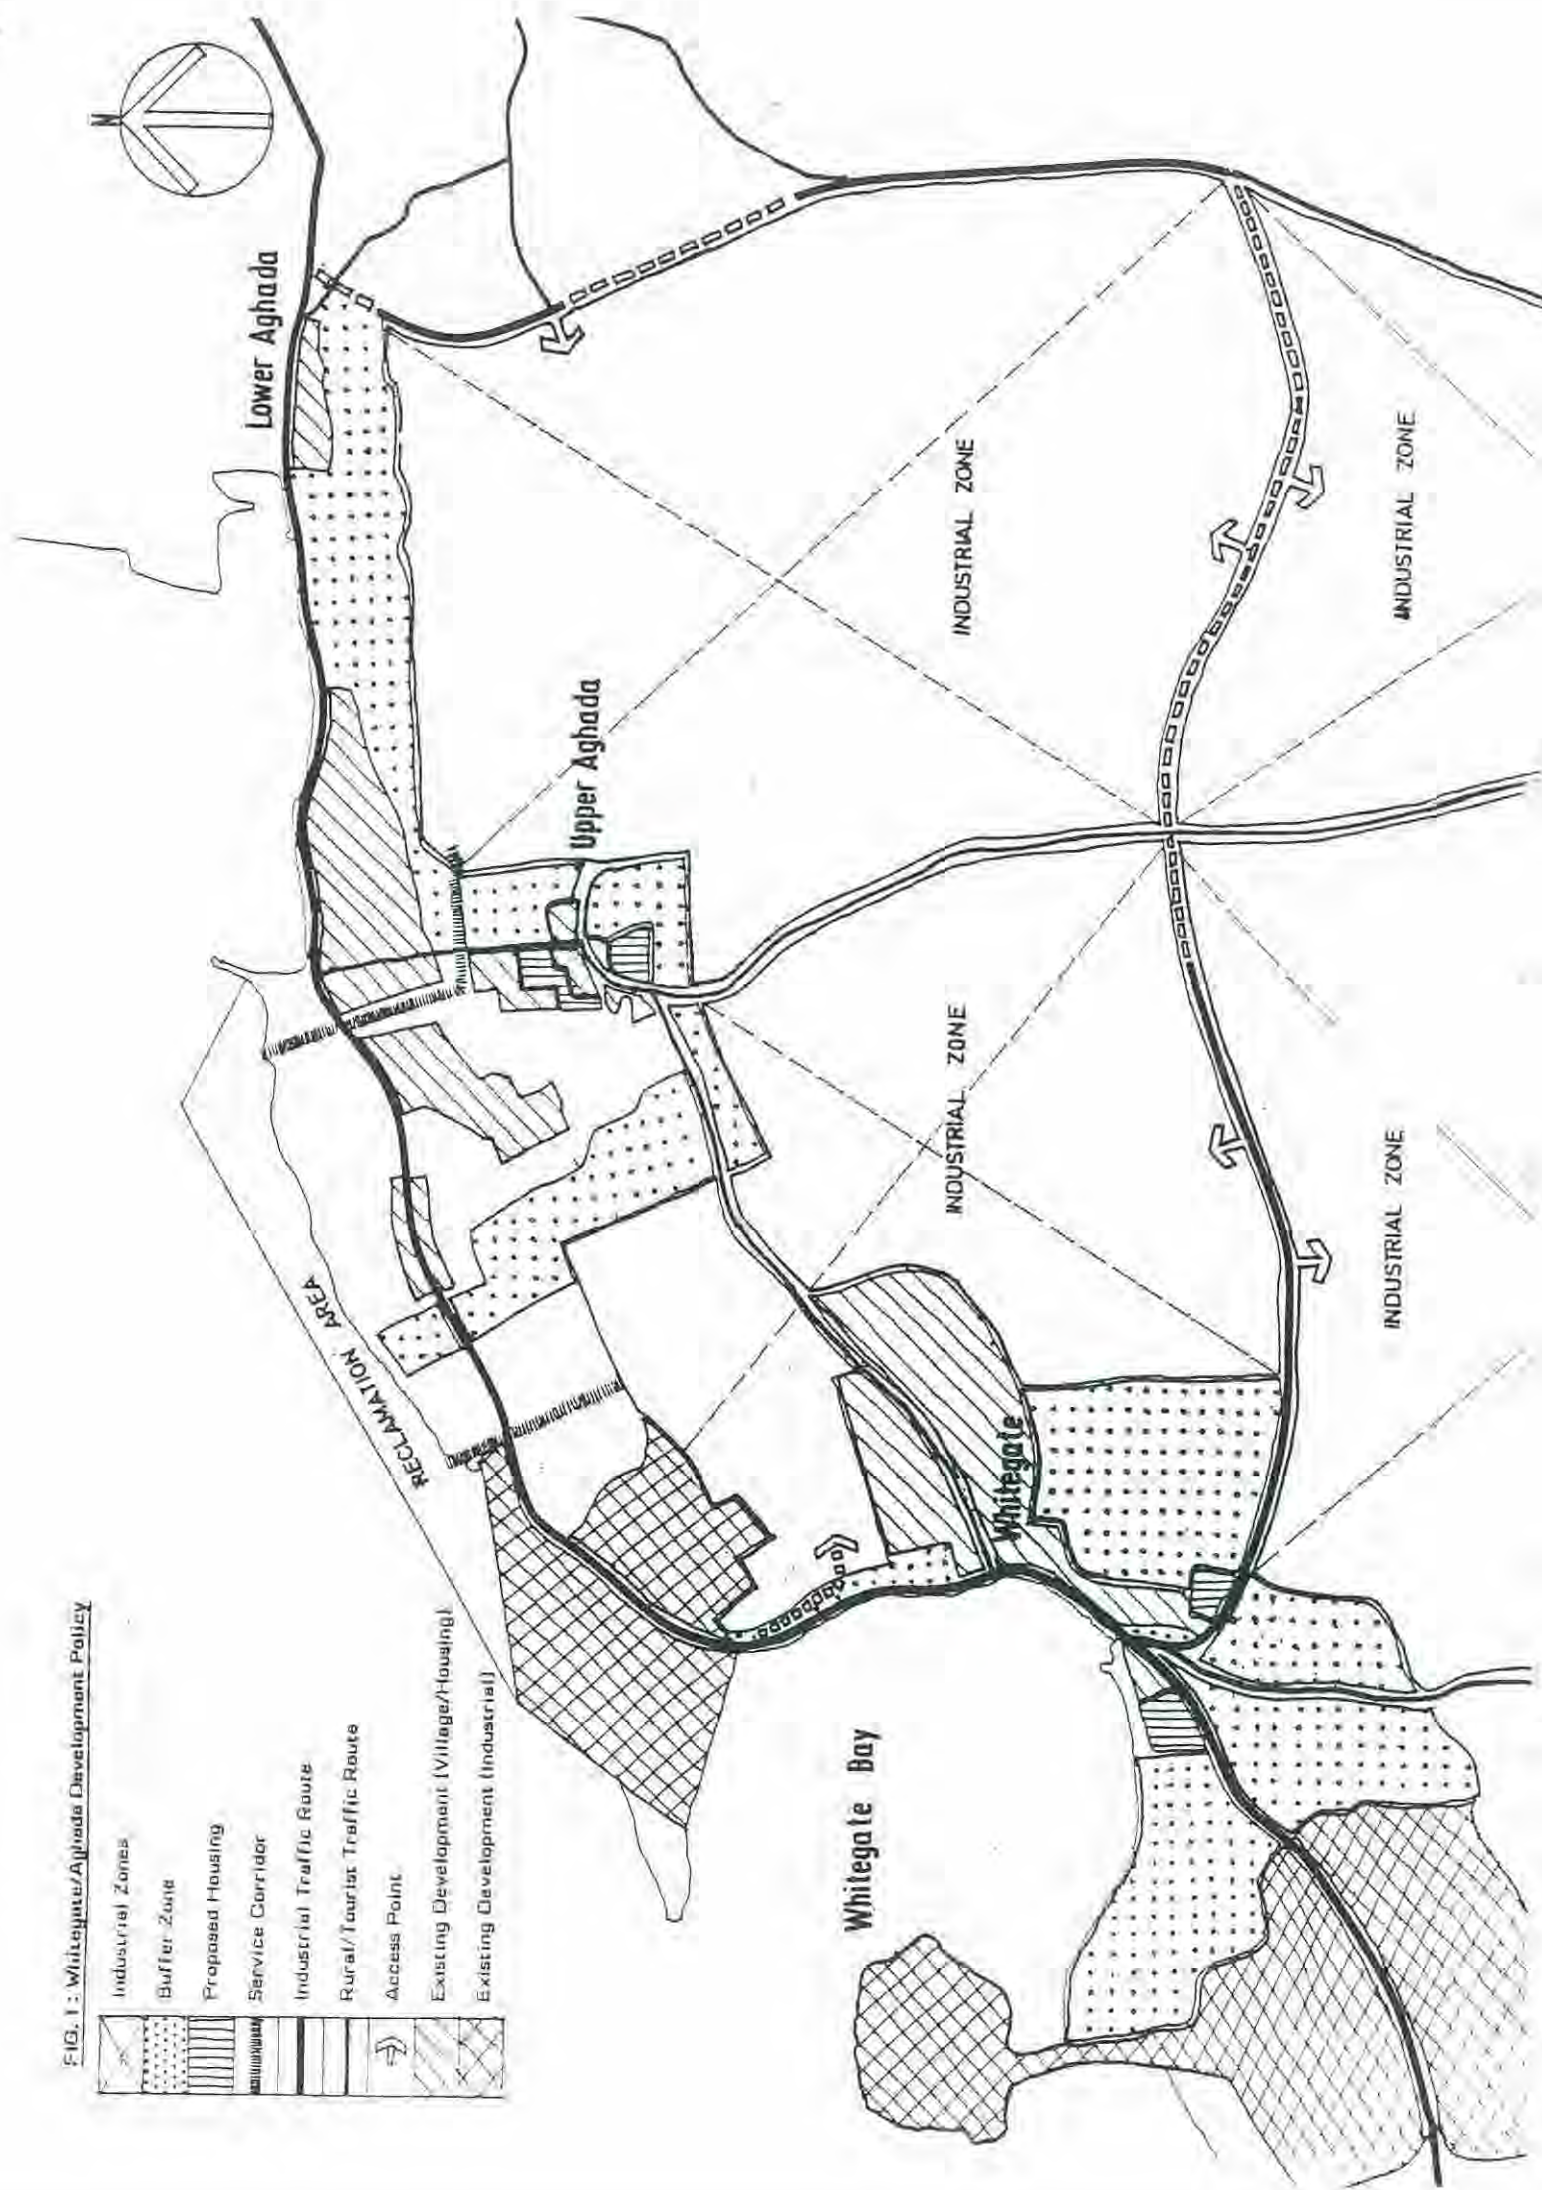 FIG. 1 : Whitegate/Aghada Development Policy
Industrial Zones
Buffer Zone
Proposed Housing
Service Corridor
Industrial Traffic Route
Rural/Tourist Traffic Route
Access Point
Existing Development (Village/Housing)
Existing Development (Industrial)
N
Lower Aghada
Upper Aghada
RECLAMATION AREA
Whitegate
Whitegate Bay
INDUSTRIAL ZONE
INDUSTRIAL ZONE
INDUSTRIAL ZONE
INDUSTRIAL ZONE